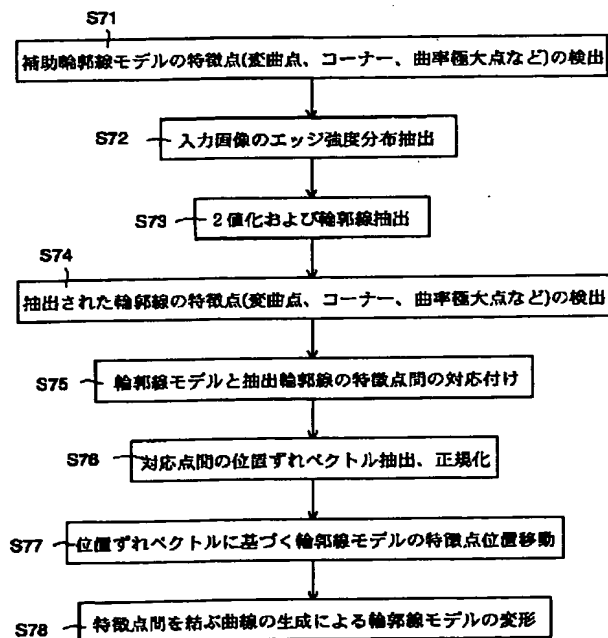 S71
補助輪郭線モデルの特徴点(変曲点、コーナー、曲率極大点など)の検出
S72
入力画像のエッジ強度分布抽出
S73
2値化および輪郭線抽出
S74
抽出された輪郭線の特徴点(変曲点、コーナー、曲率極大点など)の検出
S75
輪郭線モデルと抽出輪郭線の特徴点間の対応付け
S76
対応点間の位置ずれベクトル抽出、正規化
S77
位置ずれベクトルに基づく輪郭線モデルの特徴点位置移動
S78
特徴点間を結ぶ曲線の生成による輪郭線モデルの変形